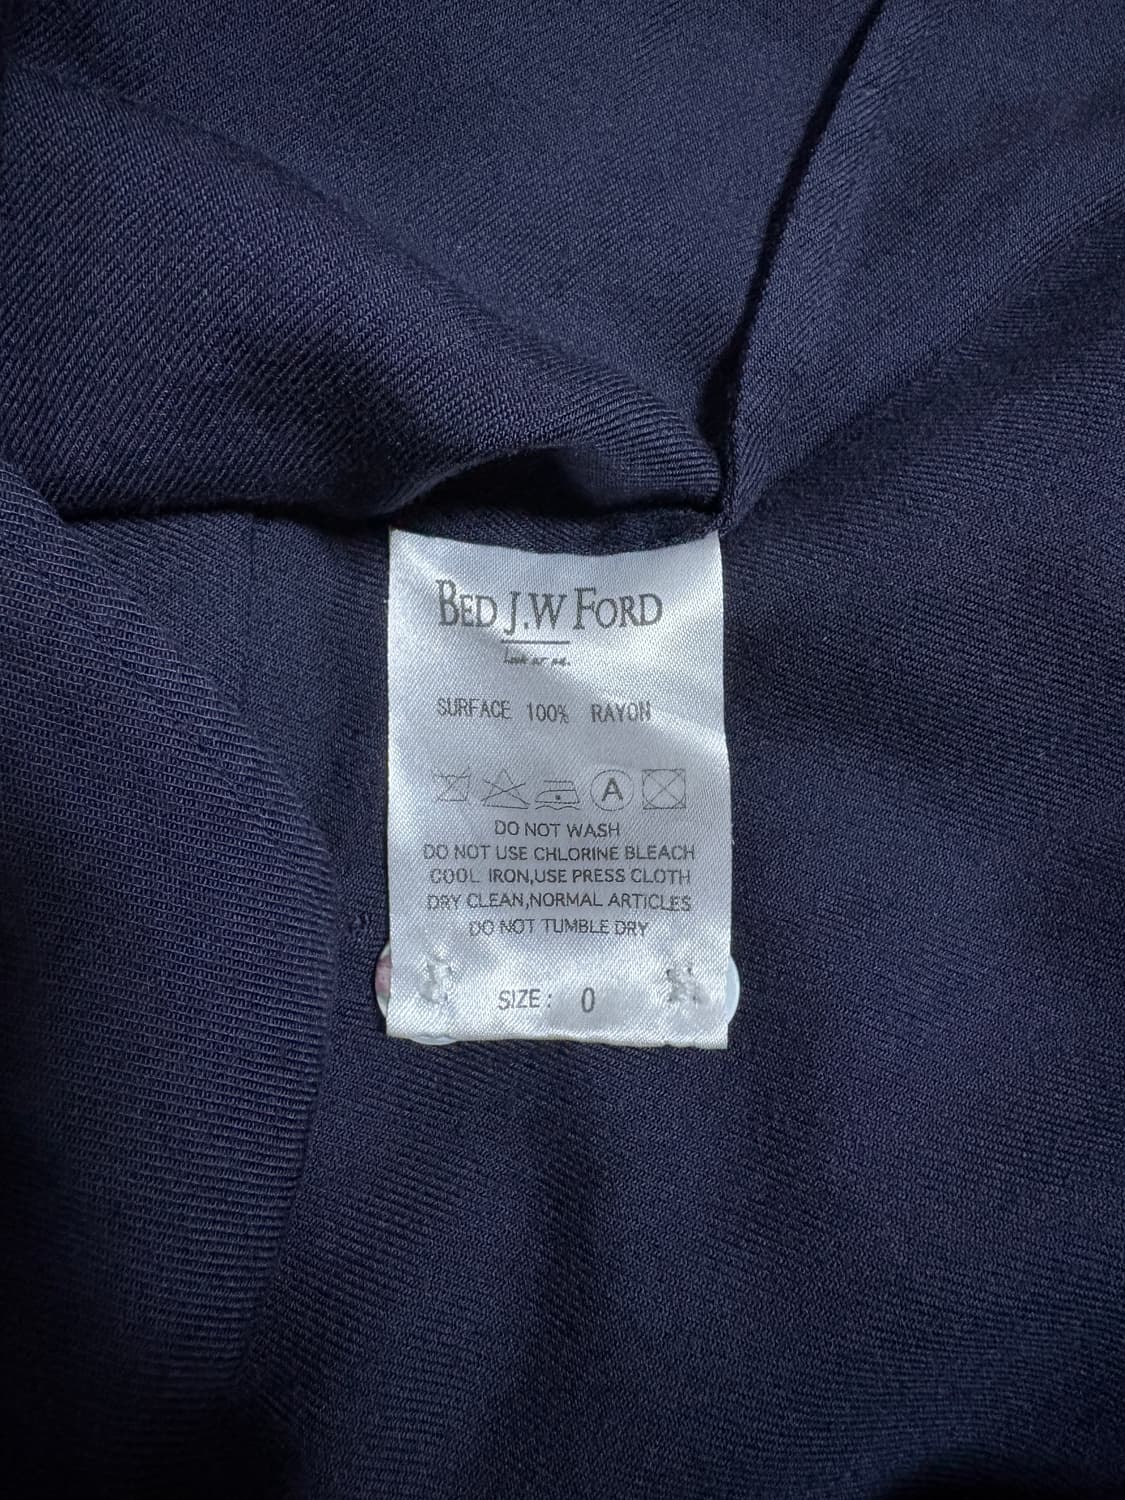 BED J.W FORD
SURFACE 100% RAYON
A
DO NOT WASH
DO NOT USE CHLORINE BLEACH
COOL IRON,USE PRESS CLOTH
DRY CLEAN,NORMAL ARTICLES
DO NOT TUMBLE DRY
SIZE: 0